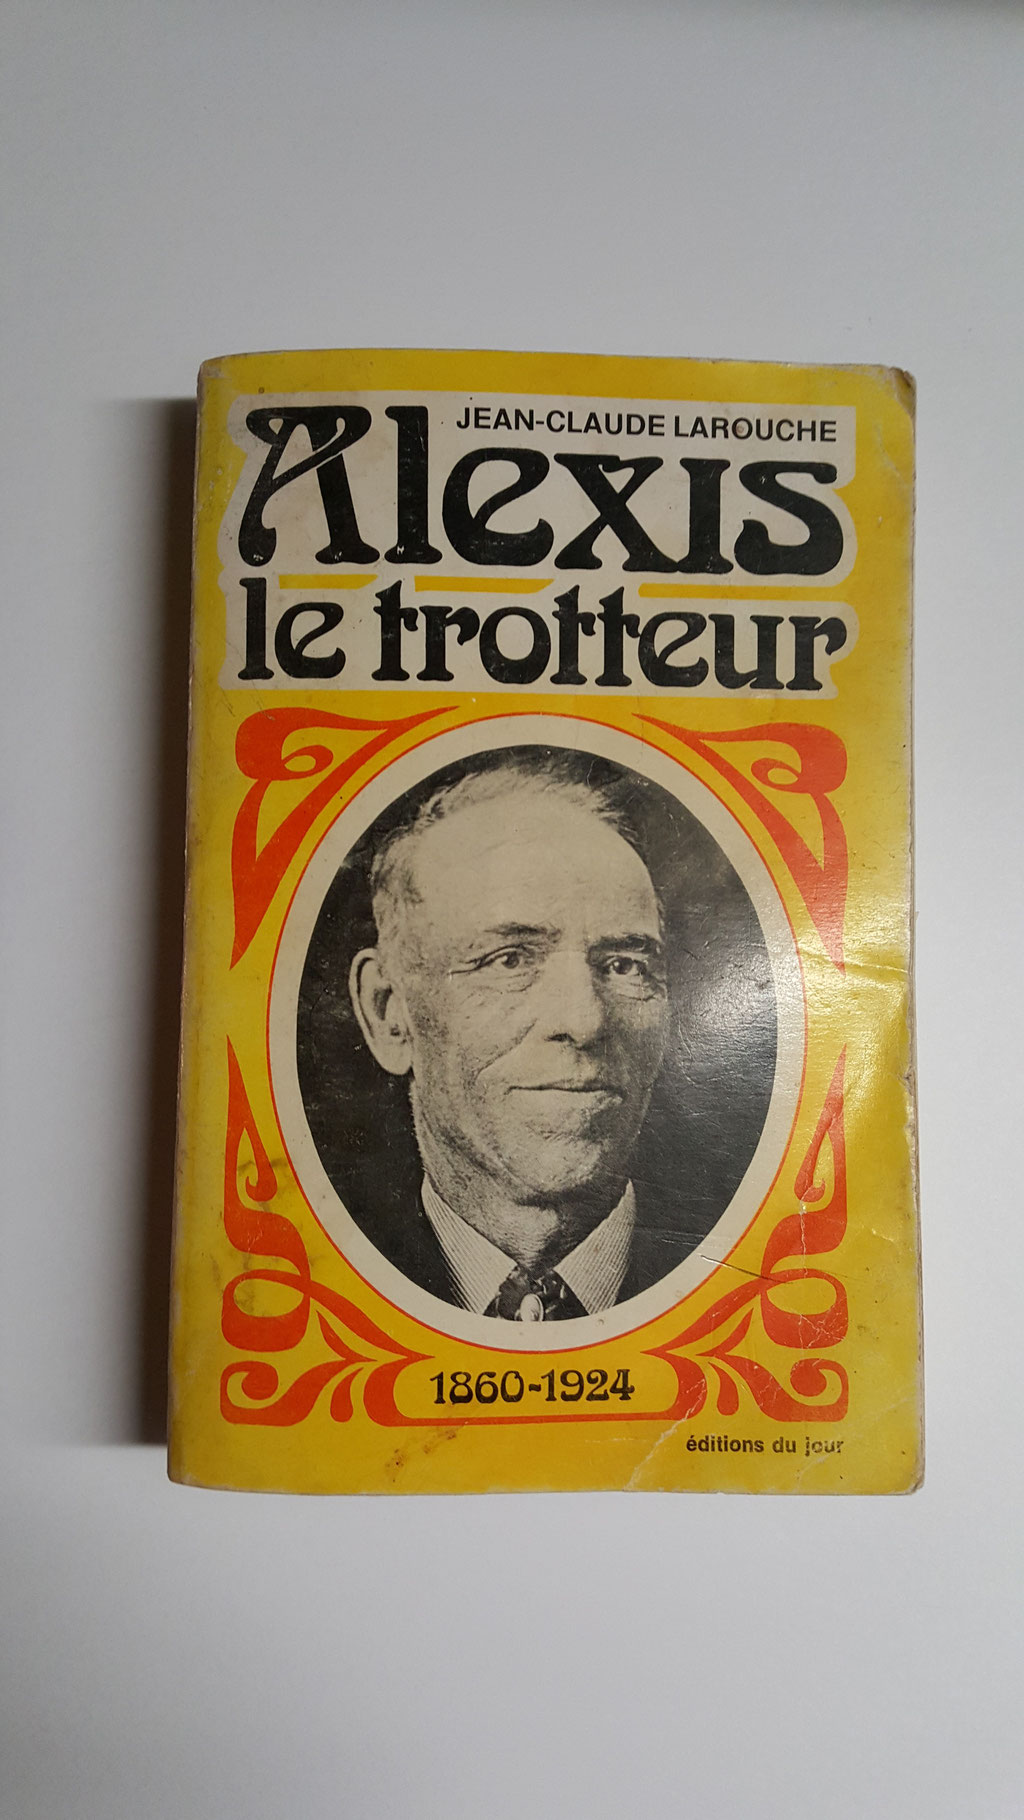 JEAN-CLAUDE LAROUCHE
Alexis
le trotteur
1860-1924
éditions du jour